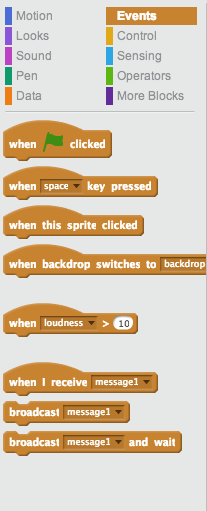 Motion Events
Looks Control
Sound Sensing
Pen Operators
Data More Blocks
when clicked
when space key pressed
when this sprite clicked
when backdrop switches to backdrop
when loudness > 10
when I receive message1
broadcast message1
broadcast message1 and wait